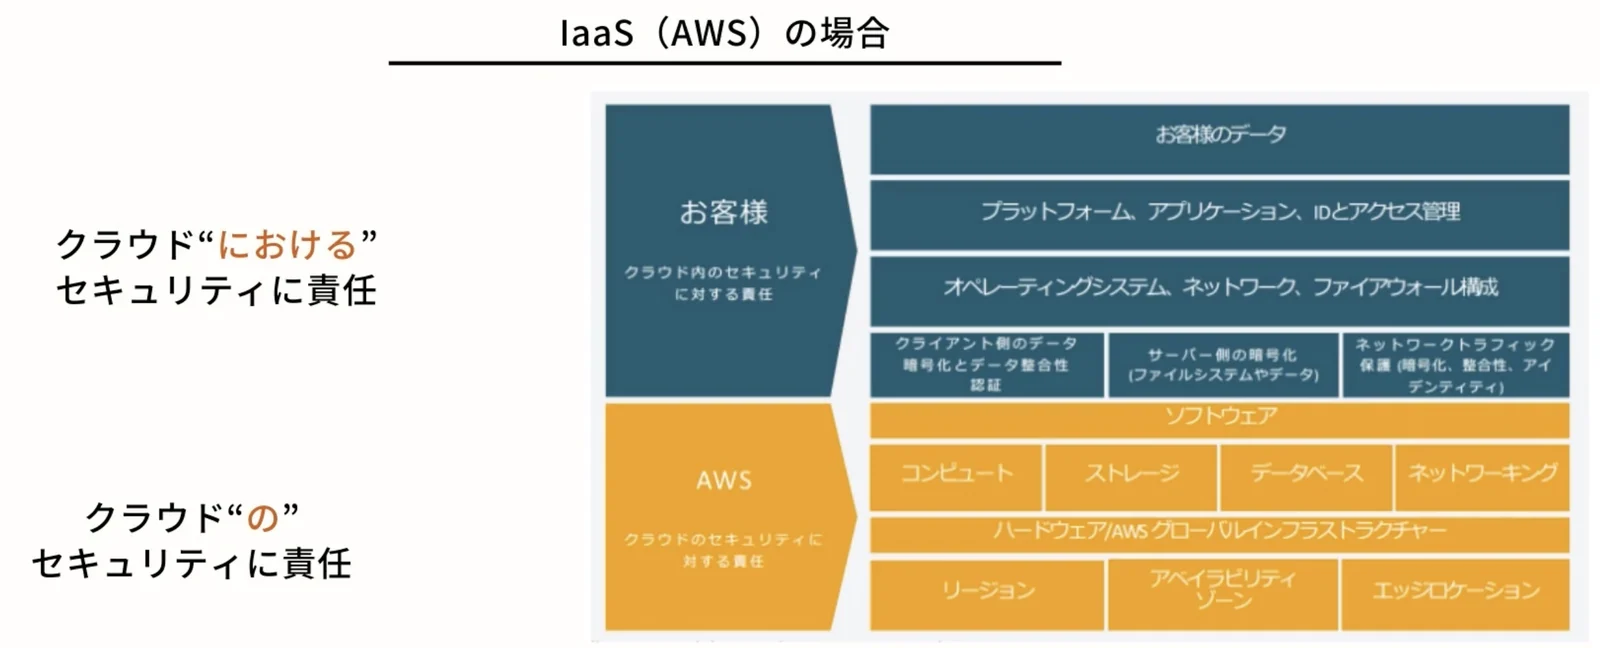 IaaS（AWS）の場合
クラウド“における”
セキュリティに責任
お客様
クラウド内のセキュリティ
に対する責任
お客様のデータ
プラットフォーム、アプリケーション、IDとアクセス管理
オペレーティングシステム、ネットワーク、ファイアウォール構成
クライアント側のデータ
暗号化とデータ整合性
認証
サーバー側の暗号化
(ファイルシステムやデータ)
ネットワークトラフィック
保護 (暗号化、整合性、アイ
デンティティ)
クラウド“の”
セキュリティに責任
AWS
クラウドのセキュリティに
対する責任
ソフトウェア
コンピュート
ストレージ
データベース
ネットワーキング
ハードウェア/AWS グローバルインフラストラクチャー
リージョン
アベイラビリティ
ゾーン
エッジロケーション